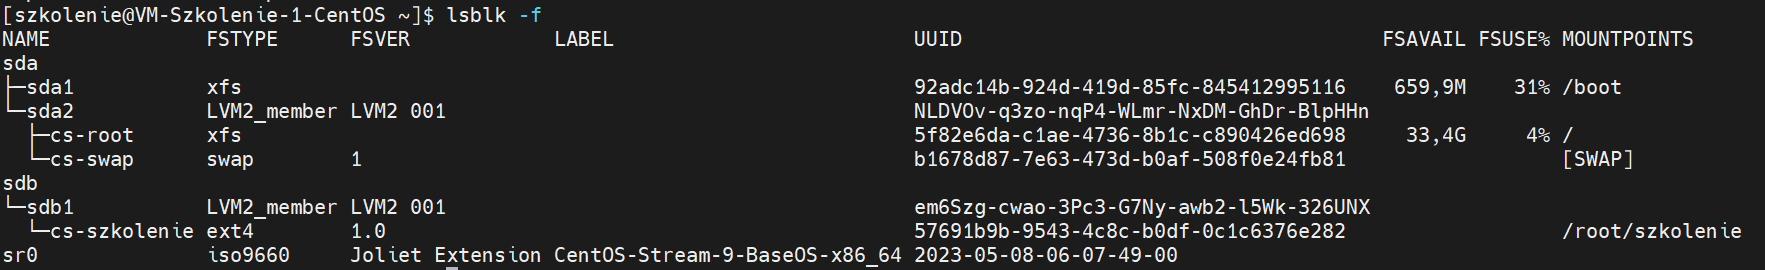 [szkolenie@VM-Szkolenie-1-CentOS ~]$ lsblk -f
NAME FSTYPE FSVER LABEL UUID FSAVAIL FSUSE% MOUNTPOINTS
sda
├─sda1 xfs 92adc14b-924d-419d-85fc-845412995116 659,9M 31% /boot
└─sda2 LVM2_member LVM2 001 NLDVOv-q3zo-nqP4-WLmr-NxDM-GhDr-BlpHHn
├─cs-root xfs 5f82e6da-c1ae-4736-8b1c-c890426ed698 33,4G 4% /
└─cs-swap swap 1 b1678d87-7e63-473d-b0af-508f0e24fb81 [SWAP]
sdb
└─sdb1 LVM2_member LVM2 001 em6Szg-cwao-3Pc3-G7Ny-awb2-l5Wk-326UNX
└─cs-szkolenie ext4 1.0 57691b9b-9543-4c8c-b0df-0c1c6376e282 /root/szkolenie
sr0 iso9660 Joliet Extension CentOS-Stream-9-BaseOS-x86_64 2023-05-08-06-07-49-00